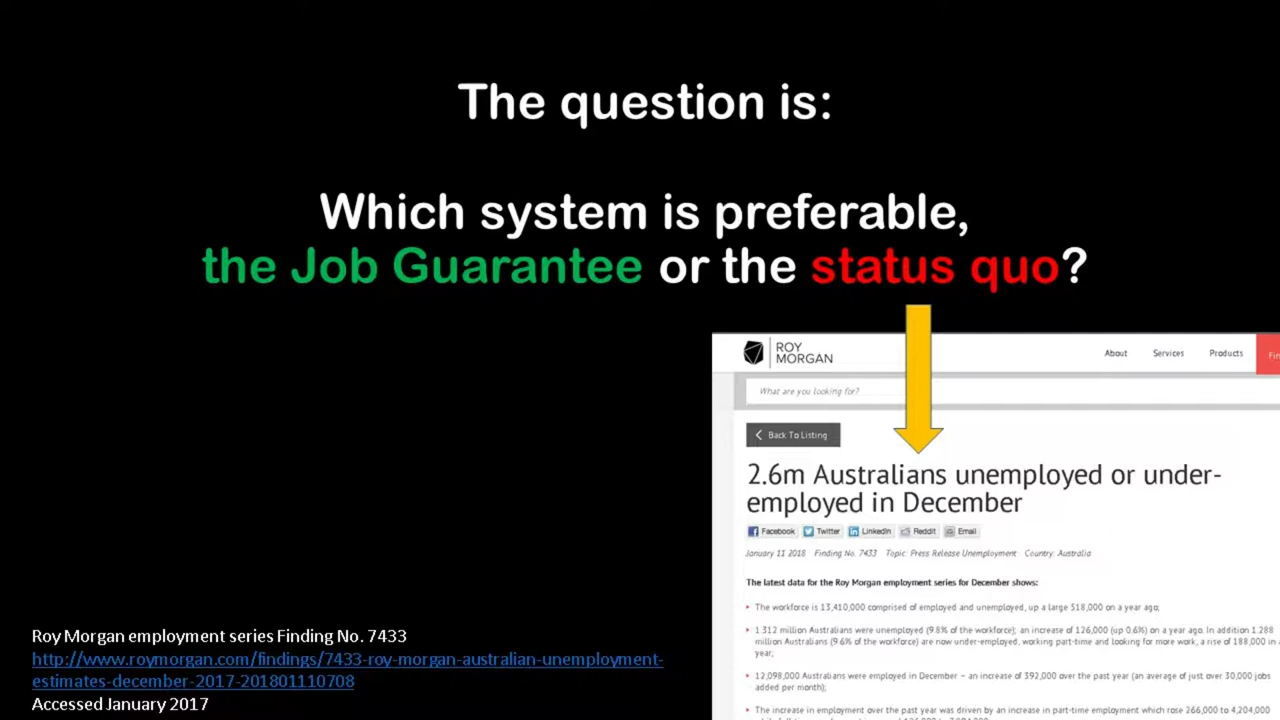 The question is:
Which system is preferable,
the Job Guarantee or the status quo?
ROY
MORGAN
About Services Products
What are you looking for?
Back To Listing
2.6m Australians unemployed or under-
employed in December
Facebook Twitter LinkedIn Reddit Email
January 11 2018 Finding No. 7433 Topic: Press Release Unemployment Country: Australia
The latest data for the Roy Morgan employment series for December shows:
The workforce is 13,410,000 comprised of employed and unemployed, up a large 518,000 on a year ago;
1.312 million Australians were unemployed (9.8% of the workforce); an increase of 126,000 (up 0.6%) on a year ago. In addition 1.288
million Australians (9.6% of the workforce) are now under-employed, working part-time and looking for more work, a rise of 188,000 in a
year;
12,098,000 Australians were employed in December – an increase of 392,000 over the past year (an average of just over 30,000 jobs
added per month);
The increase in employment over the past year was driven by an increase in part-time employment which rose 266,000 to 4,204,000
Roy Morgan employment series Finding No. 7433
http://www.roymorgan.com/findings/7433-roy-morgan-australian-unemployment-
estimates-december-2017-201801110708
Accessed January 2017